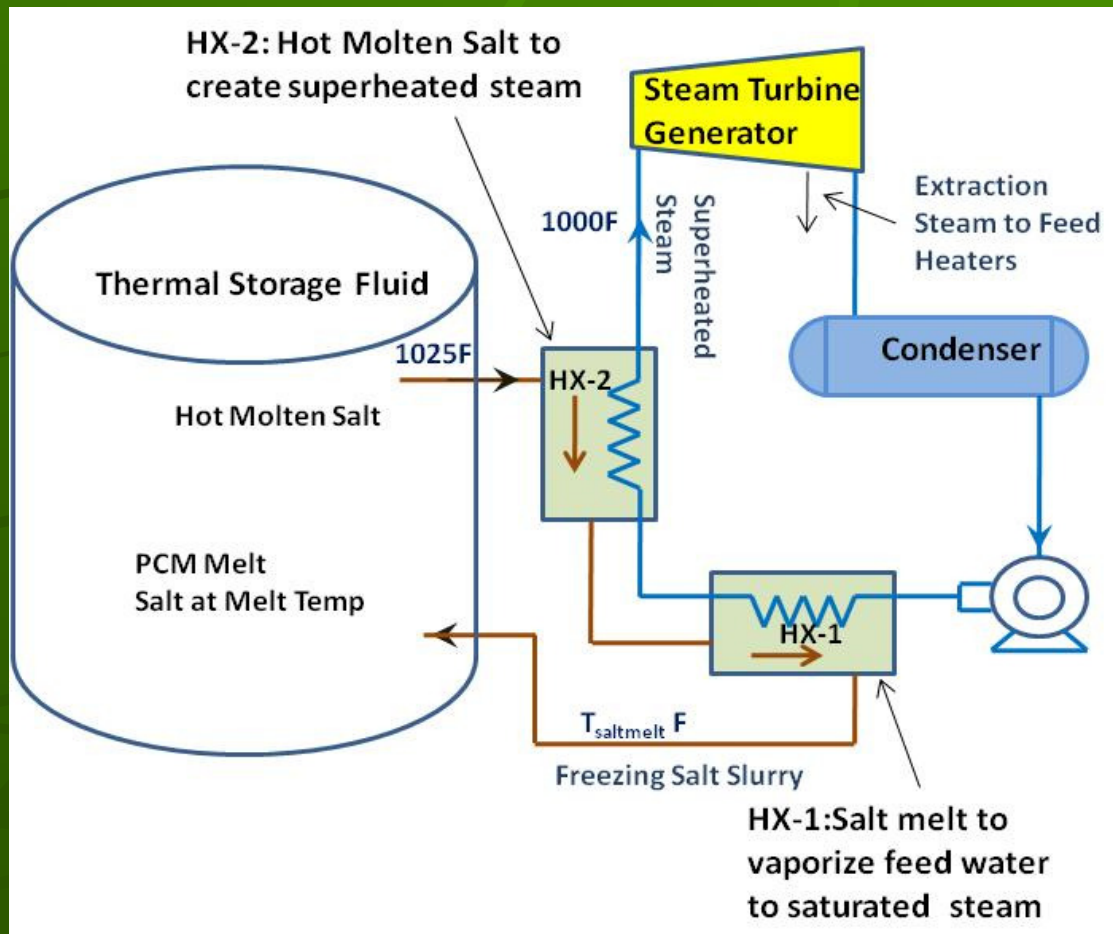 HX-2: Hot Molten Salt to
create superheated steam
Steam Turbine
Generator
Extraction
Steam to Feed
Heaters
1000F
Superheated
Steam
Thermal Storage Fluid
1025F
HX-2
Condenser
Hot Molten Salt
PCM Melt
Salt at Melt Temp
HX-1
Tsaltmelt F
Freezing Salt Slurry
HX-1:Salt melt to
vaporize feed water
to saturated steam